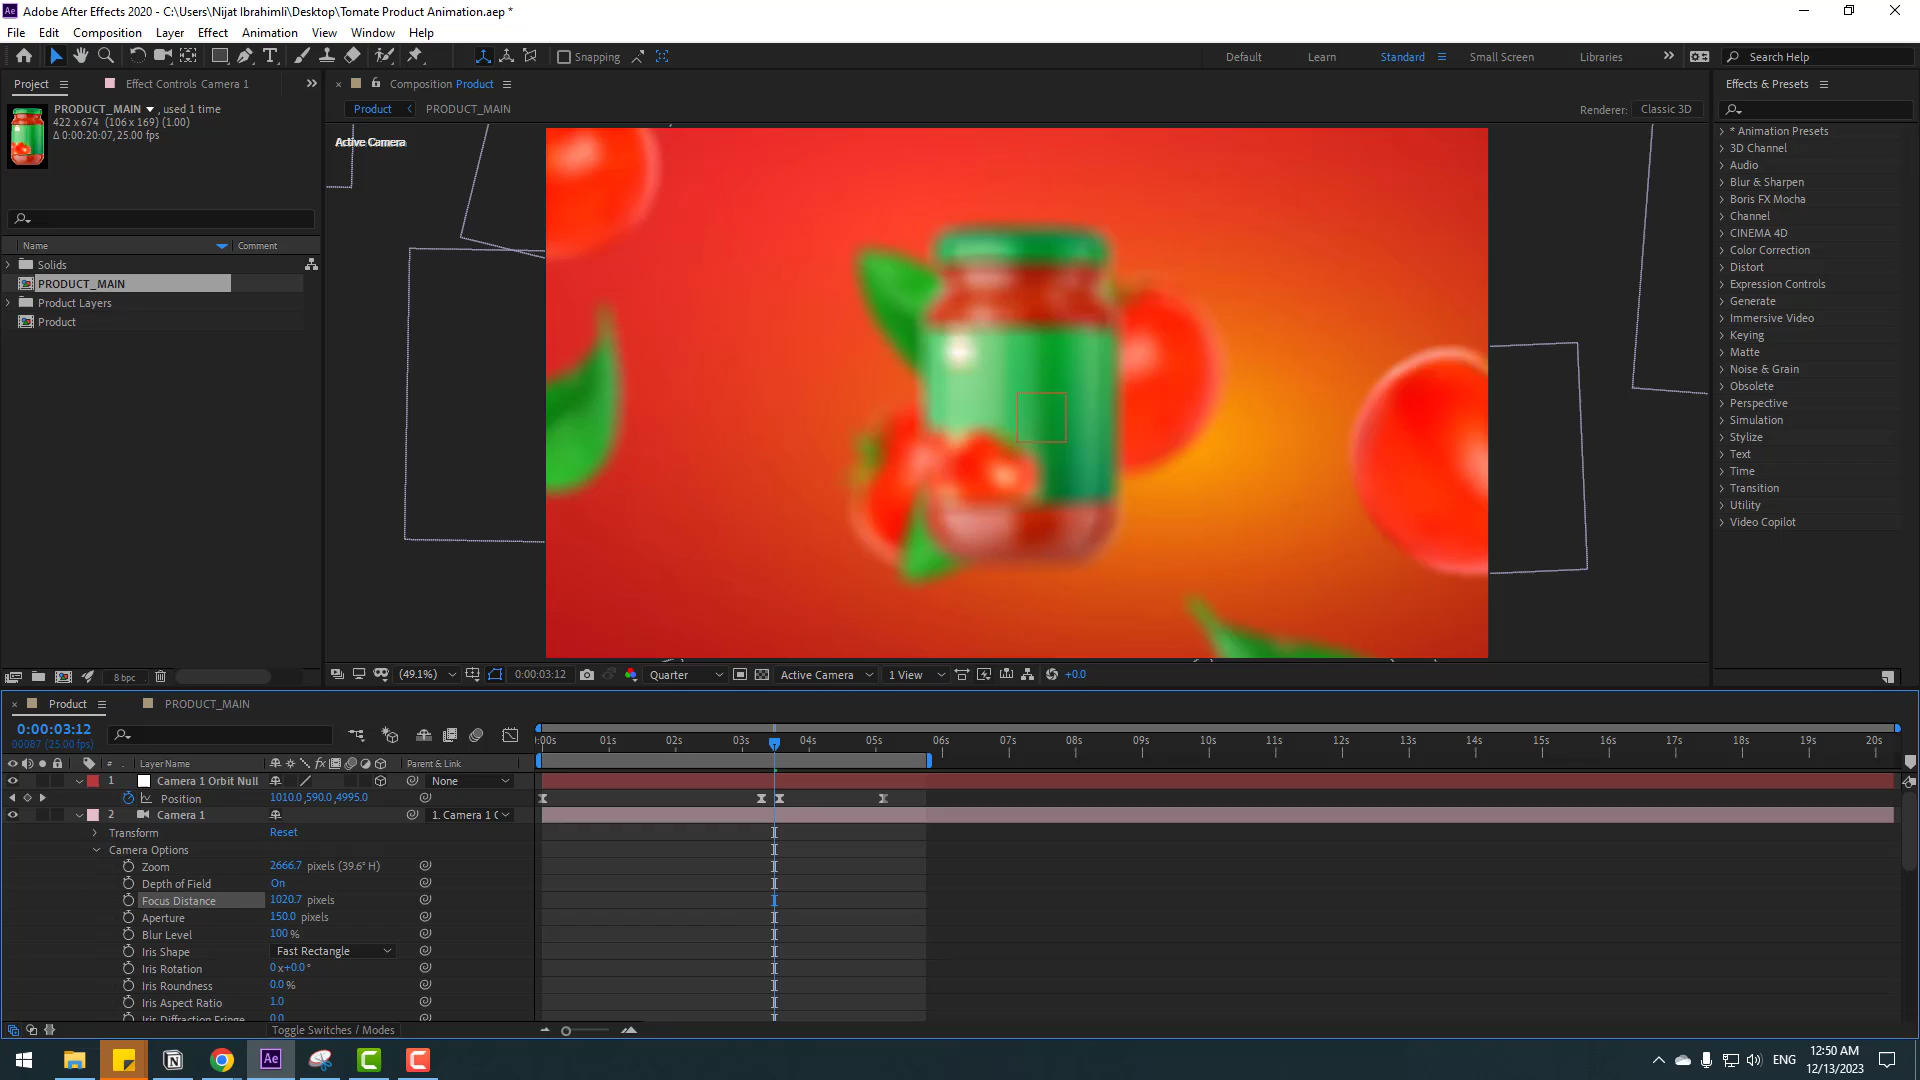 Adobe After Effects 2020 - C:\Users\Nijat Ibrahimli\Desktop\Tomate Product Animation.aep *
File Edit Composition Layer Effect Animation View Window Help
Snapping Default Learn Standard Small Screen Libraries Search Help
Project Effect Controls Camera 1
Composition Product
Effects & Presets
PRODUCT_MAIN , used 1 time
422 x 674 (106 x 169) (1.00)
Δ 0:00:20:07, 25.00 fps
Product PRODUCT_MAIN
Renderer: Classic 3D
Active Camera
Name Comment
Solids
PRODUCT_MAIN
Product Layers
Product
* Animation Presets
3D Channel
Audio
Blur & Sharpen
Boris FX Mocha
Channel
CINEMA 4D
Color Correction
Distort
Expression Controls
Generate
Immersive Video
Keying
Matte
Noise & Grain
Obsolete
Perspective
Simulation
Stylize
Text
Time
Transition
Utility
Video Copilot
8 bpc
(49.1%) 0:00:03:12 Quarter Active Camera 1 View +0.0
Product PRODUCT_MAIN
0:00:03:12
00087 (25.00 fps)
:00s 01s 02s 03s 04s 05s 06s 07s 08s 09s 10s 11s 12s 13s 14s 15s 16s 17s 18s 19s 20s
# Layer Name Parent & Link
1 Camera 1 Orbit Null None
Position 1010.0,590.0,4995.0
2 Camera 1 1. Camera 1 O
Transform Reset
Camera Options
Zoom 2666.7 pixels (39.6° H)
Depth of Field On
Focus Distance 1020.7 pixels
Aperture 150.0 pixels
Blur Level 100 %
Iris Shape Fast Rectangle
Iris Rotation 0x+0.0°
Iris Roundness 0.0 %
Iris Aspect Ratio 1.0
Iris Diffraction Fringe 0.0
Toggle Switches / Modes
ENG
12:50 AM
12/13/2023